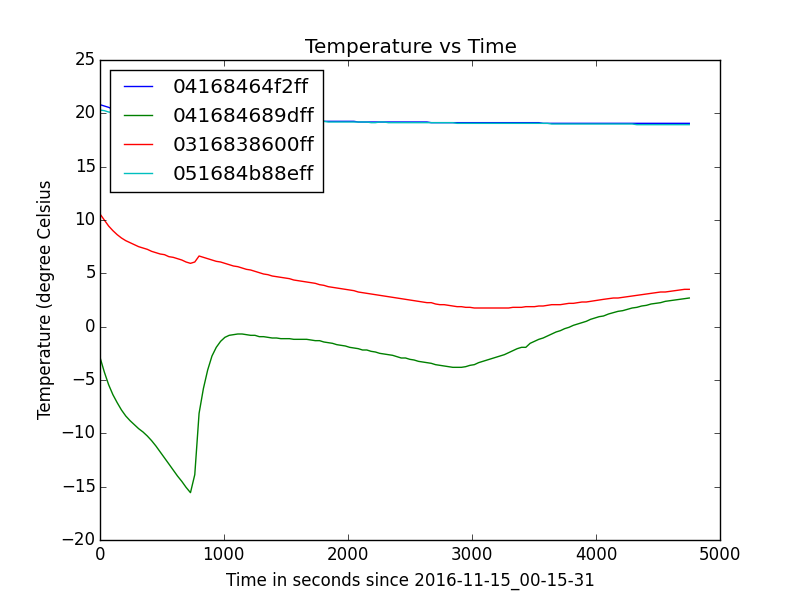 Temperature vs Time
25
20
15
10
5
0
−5
−10
−15
−20
04168464f2ff
041684689dff
0316838600ff
051684b88eff
Temperature (degree Celsius
0 1000 2000 3000 4000 5000
Time in seconds since 2016-11-15_00-15-31